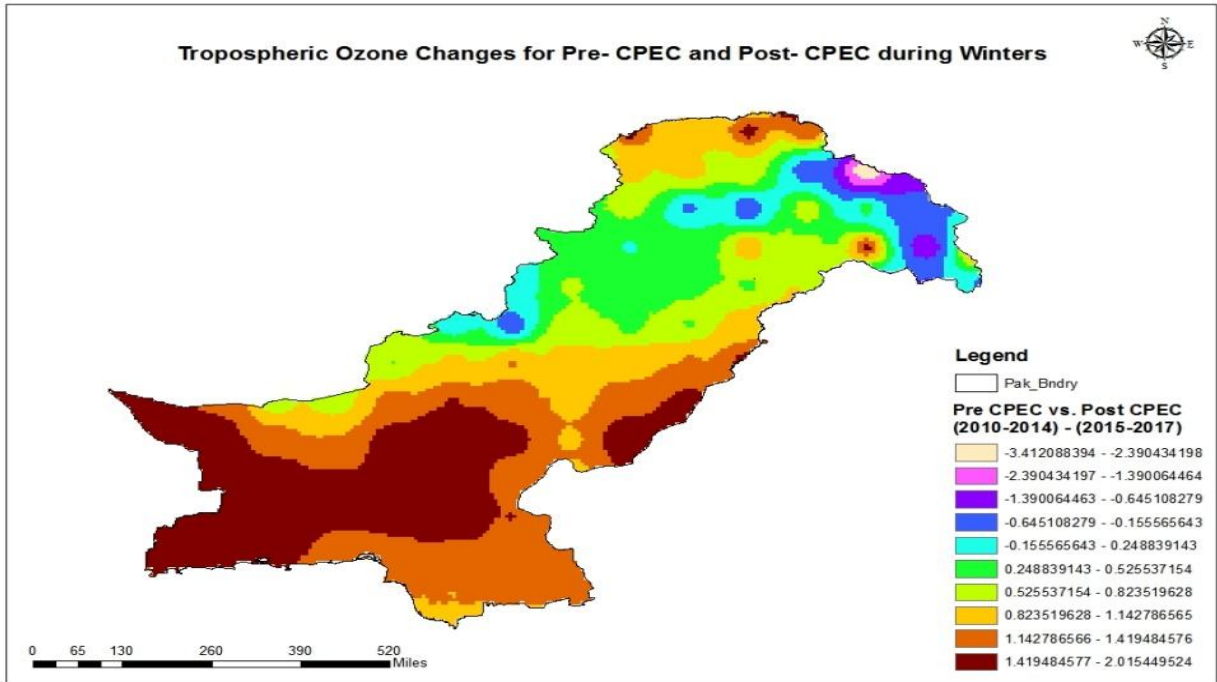 Tropospheric Ozone Changes for Pre- CPEC and Post- CPEC during Winters
N
W E
S
Legend
Pak_Bndry
Pre CPEC vs. Post CPEC
(2010-2014) - (2015-2017)
-3.412088394 - -2.390434198
-2.390434197 - -1.390064464
-1.390064463 - -0.645108279
-0.645108279 - -0.155565643
-0.155565643 - 0.248839143
0.248839143 - 0.525537154
0.525537154 - 0.823519628
0.823519628 - 1.142786565
1.142786566 - 1.419484576
1.419484577 - 2.015449524
0 65 130 260 390 520
Miles